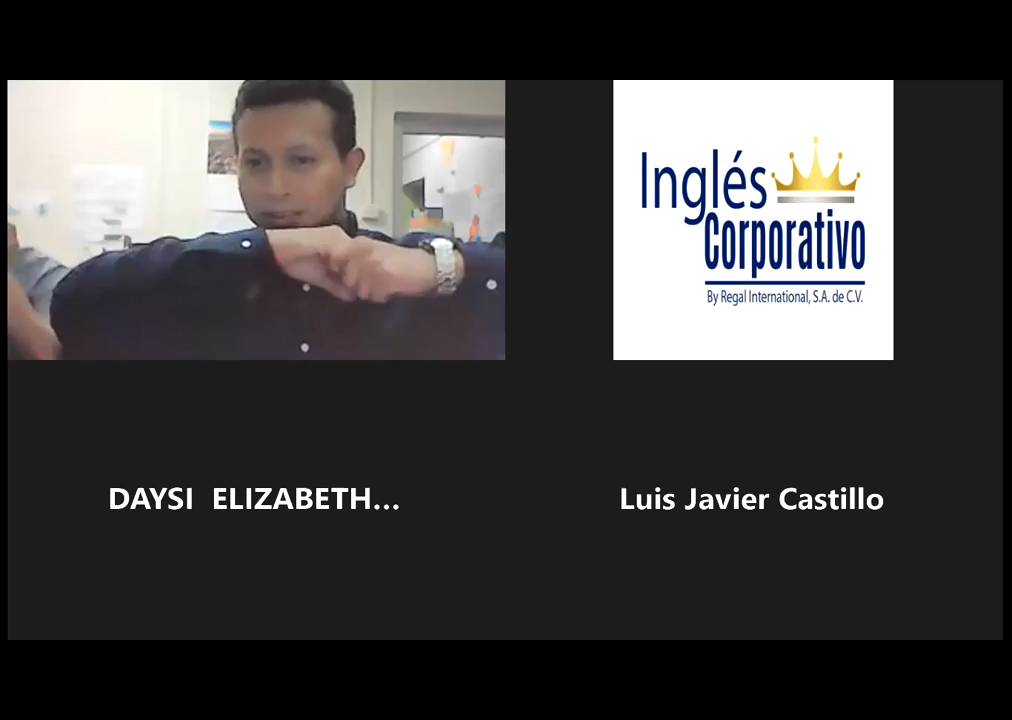 Inglés
Corporativo
By Regal International, S.A. de C.V.
DAYSI ELIZABETH...
Luis Javier Castillo